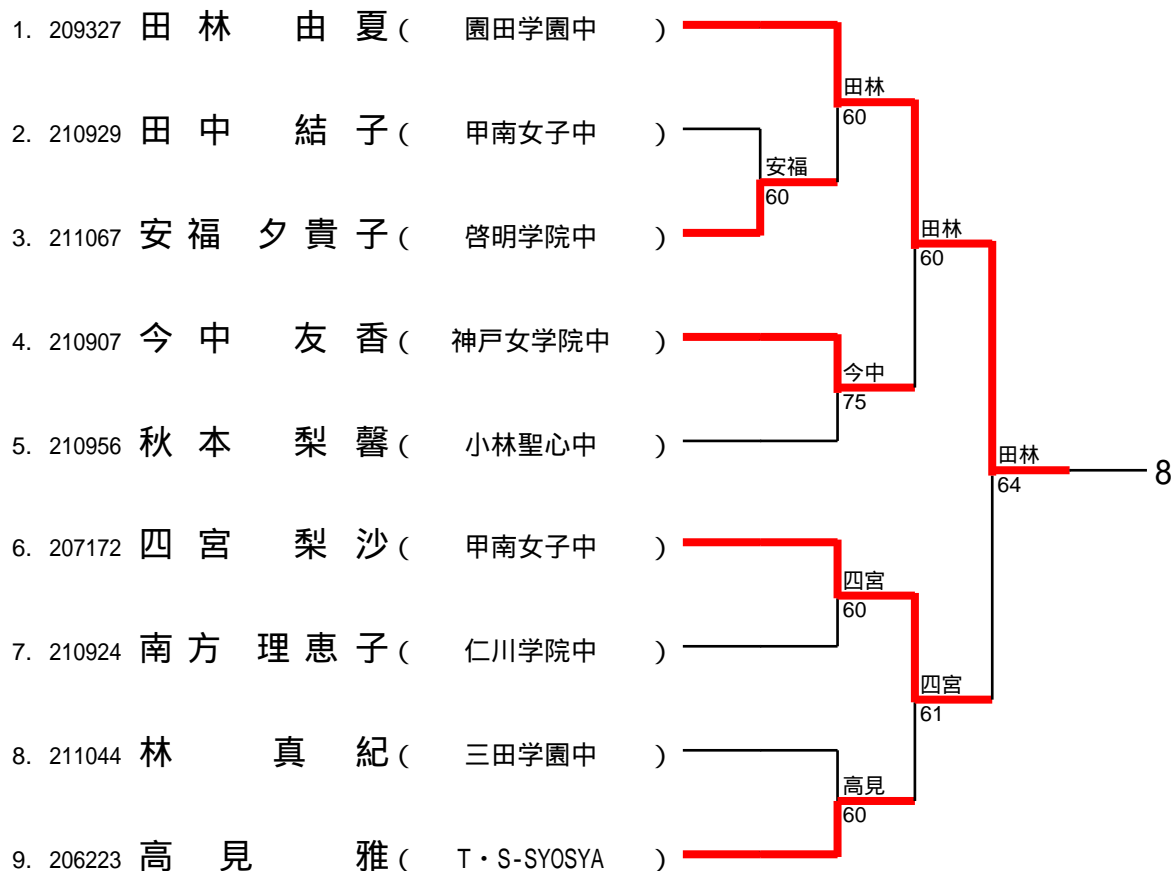 1. 209327 田 林 由 夏 ( 園田学園中 )
田林
60
2. 210929 田 中 結 子 ( 甲南女子中 )
安福
60
3. 211067 安 福 夕 貴 子 ( 啓明学院中 )
田林
60
4. 210907 今 中 友 香 ( 神戸女学院中 )
今中
75
5. 210956 秋 本 梨 馨 ( 小林聖心中 )
田林
64
8
6. 207172 四 宮 梨 沙 ( 甲南女子中 )
四宮
60
7. 210924 南 方 理 恵 子 ( 仁川学院中 )
四宮
61
8. 211044 林 真 紀 ( 三田学園中 )
高見
60
9. 206223 高 見 雅 ( T・S-SYOSYA )